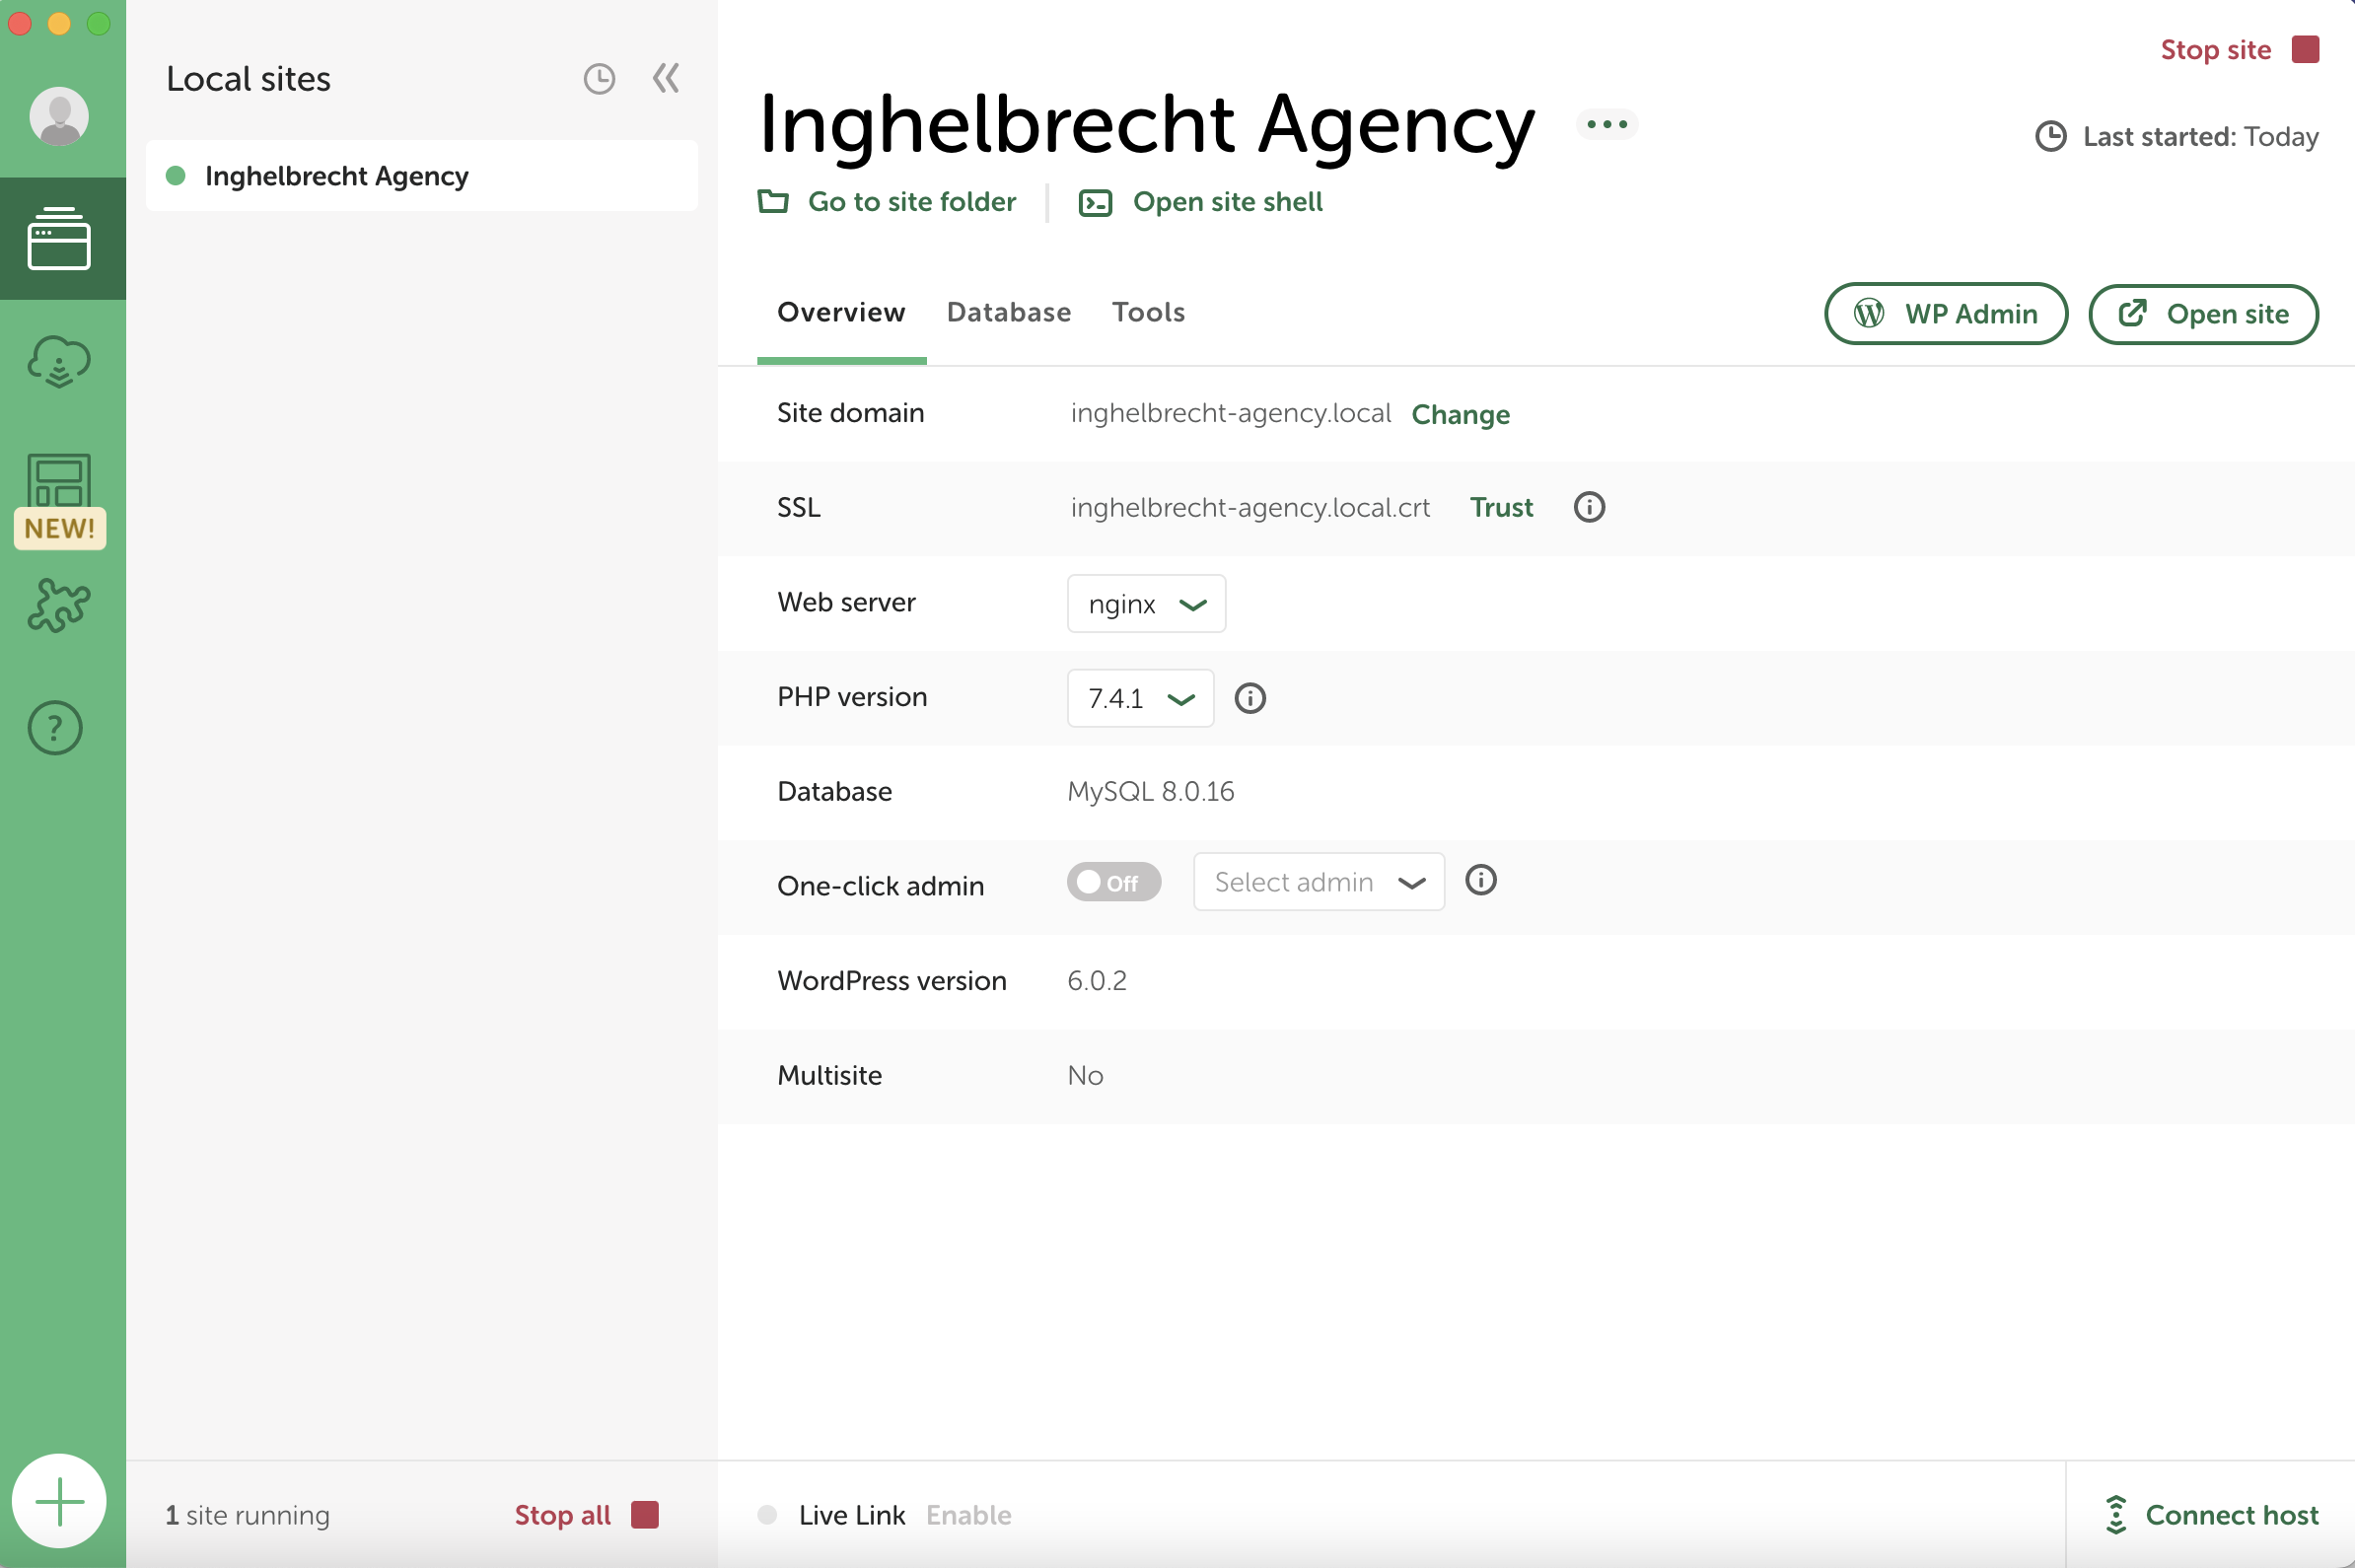 Local sites
Inghelbrecht Agency
NEW!
?
1 site running
Stop all
Stop site
Inghelbrecht Agency
Last started: Today
Go to site folder
Open site shell
Overview
Database
Tools
WP Admin
Open site
Site domain
inghelbrecht-agency.local
Change
SSL
inghelbrecht-agency.local.crt
Trust
Web server
nginx
PHP version
7.4.1
Database
MySQL 8.0.16
One-click admin
Off
Select admin
WordPress version
6.0.2
Multisite
No
Live Link
Enable
Connect host